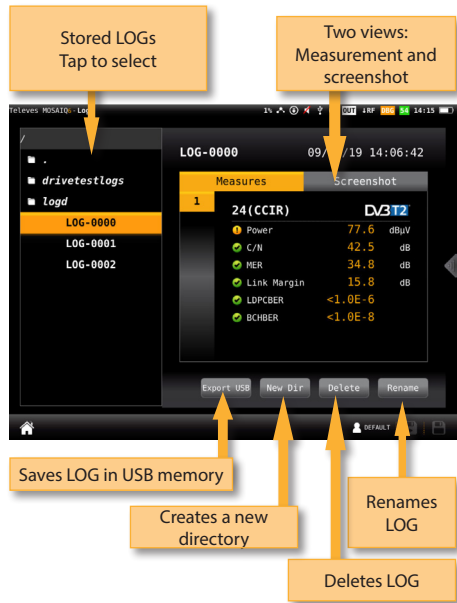 Stored LOGs
Tap to select
Two views:
Measurement and
screenshot
Televes MOSAIQ6-Log
1% OUT ↓RF DBG S4 14:15
/
.
drivetestlogs
logd
LOG-0000
LOG-0001
LOG-0002
LOG-0000 09/ /19 14:06:42
Measures Screenshot
1
24(CCIR) DVB T2
Power 77.6 dBµV
C/N 42.5 dB
MER 34.8 dB
Link Margin 15.8 dB
LDPCBER <1.0E-6
BCHBER <1.0E-8
Export USB New Dir Delete Rename
DEFAULT
Saves LOG in USB memory
Creates a new
directory
Renames
LOG
Deletes LOG